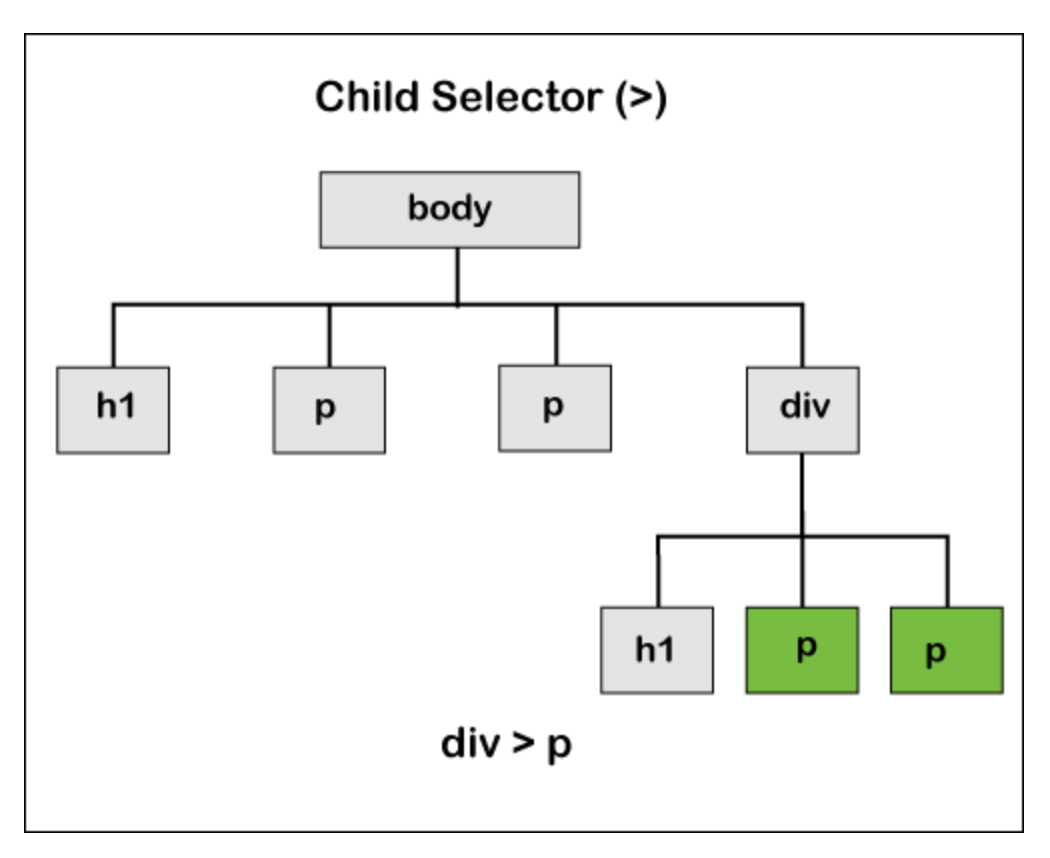 Child Selector (>)
body
h1
p
p
div
h1
p
p
div > p